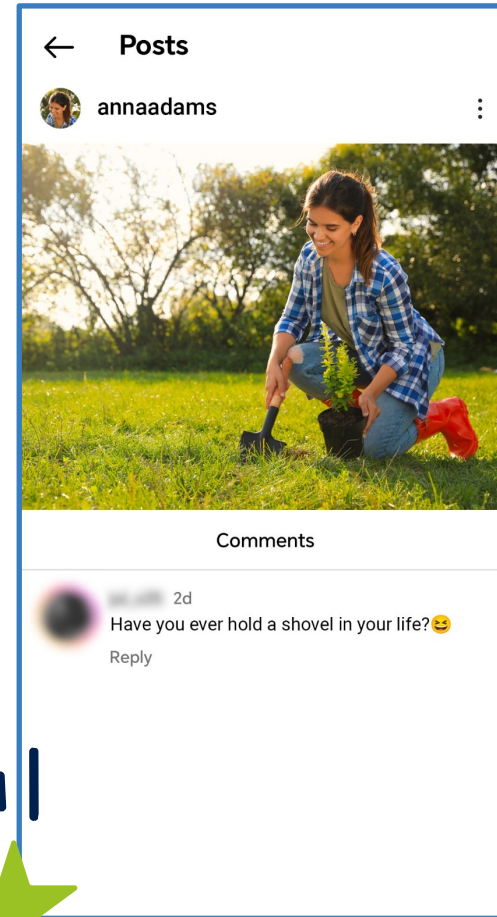 Posts
annaadams
Comments
2d
Have you ever hold a shovel in your life?😆
Reply